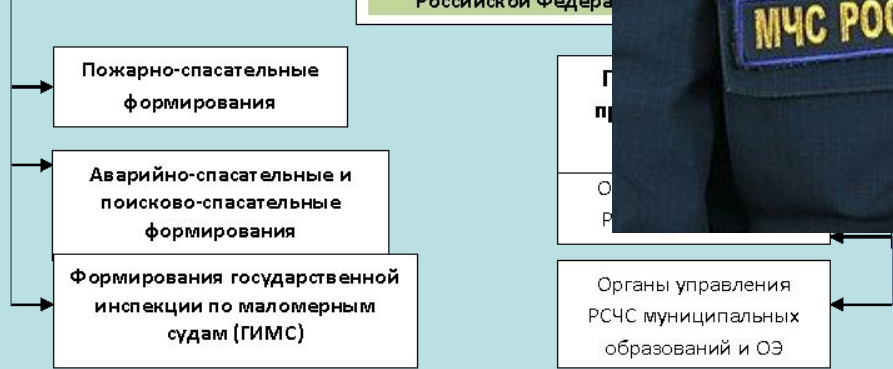 Российской Федера
МЧС РОС
Пожарно-спасательные
формирования
Аварийно-спасательные и
поисково-спасательные
формирования
Формирования государственной
инспекции по маломерным
судам (ГИМС)
Органы управления
РСЧС муниципальных
образований и ОЭ